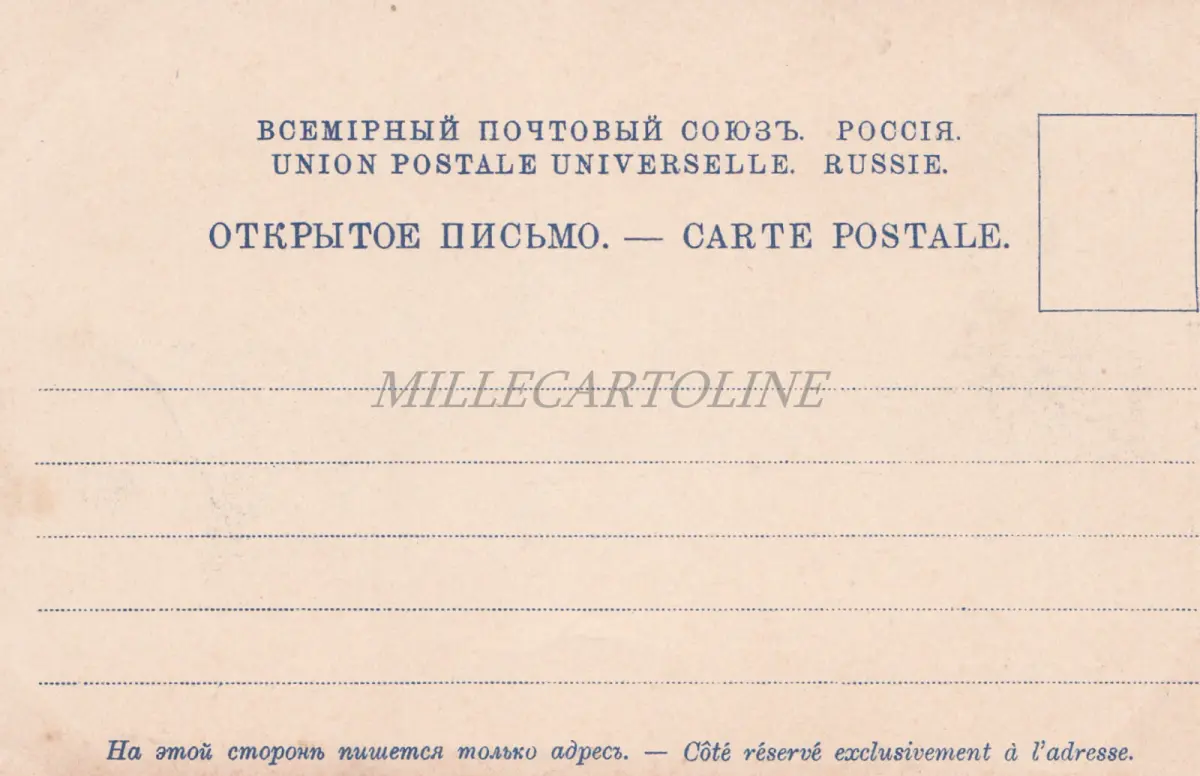 ВСЕМІРНЫЙ ПОЧТОВЫЙ СОЮЗЪ. РОССІЯ.
UNION POSTALE UNIVERSELLE. RUSSIE.
ОТКРЫТОЕ ПИСЬМО. — CARTE POSTALE.
MILLECARTOLINE
На этой сторонѣ пишется только адресъ. — Côté réservé exclusivement à l'adresse.